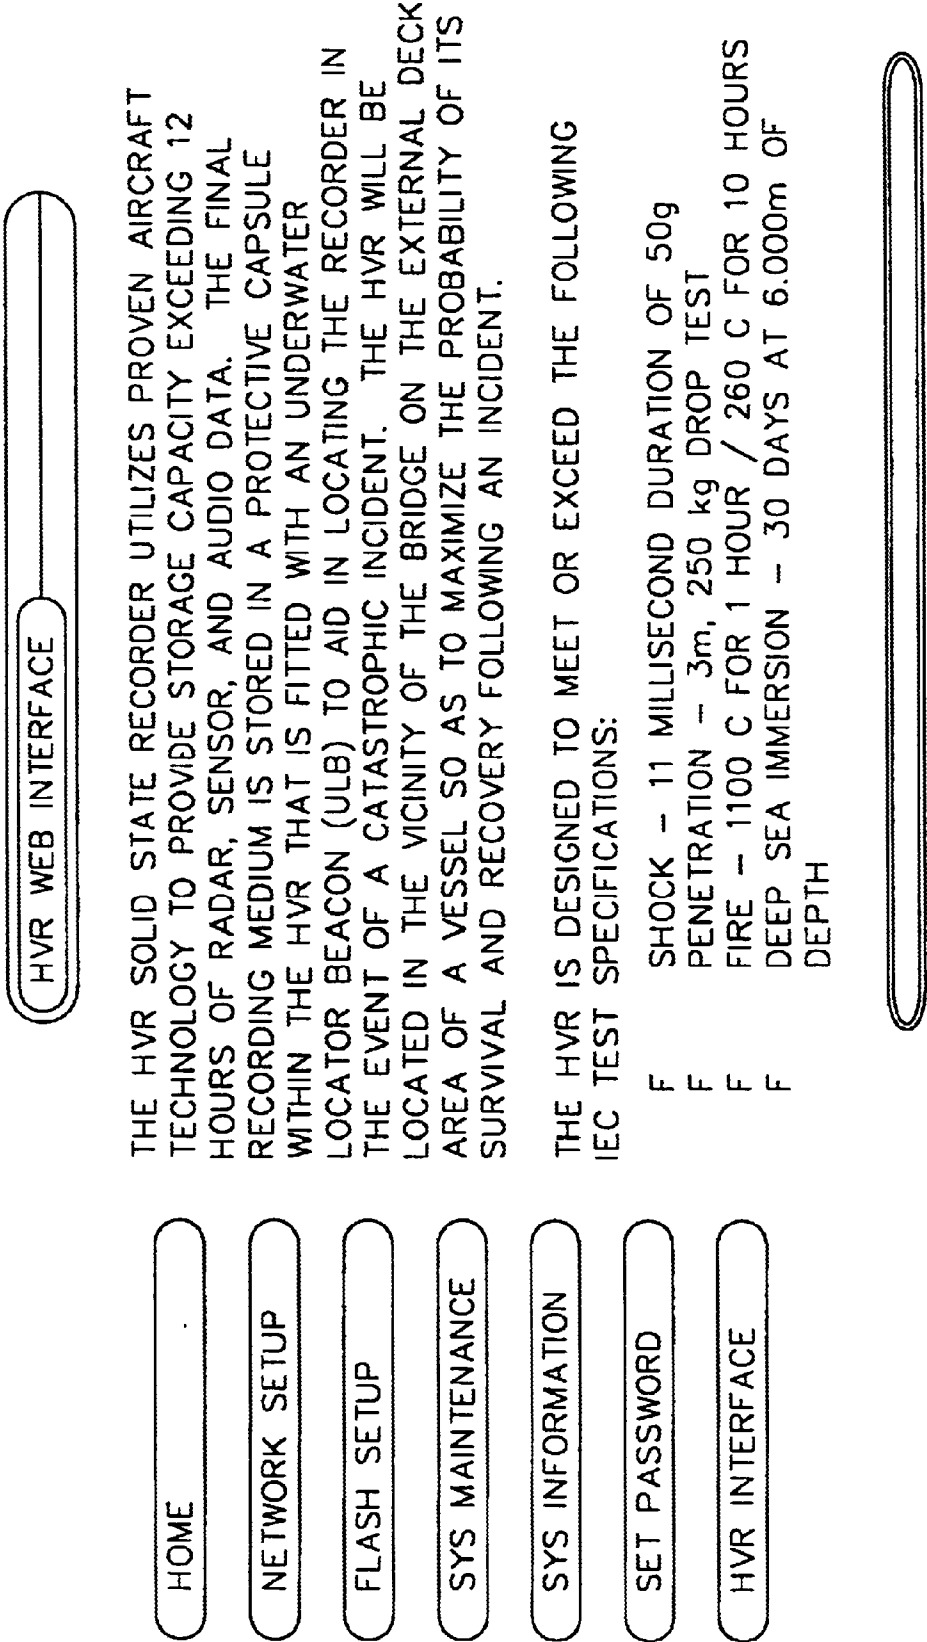 HVR WEB INTERFACE
HOME
NETWORK SETUP
FLASH SETUP
SYS MAINTENANCE
SYS INFORMATION
SET PASSWORD
HVR INTERFACE
THE HVR SOLID STATE RECORDER UTILIZES PROVEN AIRCRAFT
TECHNOLOGY TO PROVIDE STORAGE CAPACITY EXCEEDING 12
HOURS OF RADAR, SENSOR, AND AUDIO DATA. THE FINAL
RECORDING MEDIUM IS STORED IN A PROTECTIVE CAPSULE
WITHIN THE HVR THAT IS FITTED WITH AN UNDERWATER
LOCATOR BEACON (ULB) TO AID IN LOCATING THE RECORDER IN
THE EVENT OF A CATASTROPHIC INCIDENT. THE HVR WILL BE
LOCATED IN THE VICINITY OF THE BRIDGE ON THE EXTERNAL DECK
AREA OF A VESSEL SO AS TO MAXIMIZE THE PROBABILITY OF ITS
SURVIVAL AND RECOVERY FOLLOWING AN INCIDENT.
THE HVR IS DESIGNED TO MEET OR EXCEED THE FOLLOWING
IEC TEST SPECIFICATIONS:
F SHOCK – 11 MILLISECOND DURATION OF 50g
F PENETRATION – 3m, 250 kg DROP TEST
F FIRE – 1100 C FOR 1 HOUR / 260 C FOR 10 HOURS
F DEEP SEA IMMERSION – 30 DAYS AT 6.000m OF
DEPTH